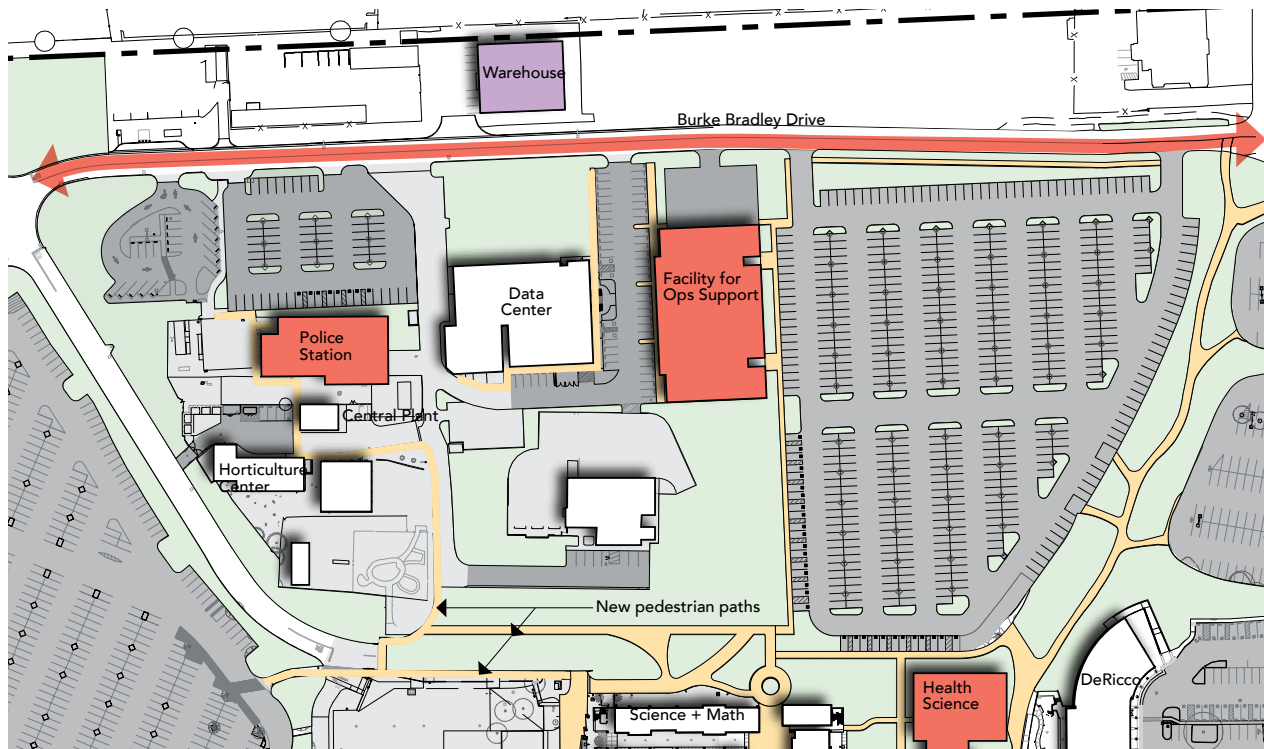 Warehouse
Burke Bradley Drive
Data
Center
Facility for
Ops Support
Police
Station
Central Plant
Horticulture
Center
New pedestrian paths
DeRicco
Health
Science
Science + Math